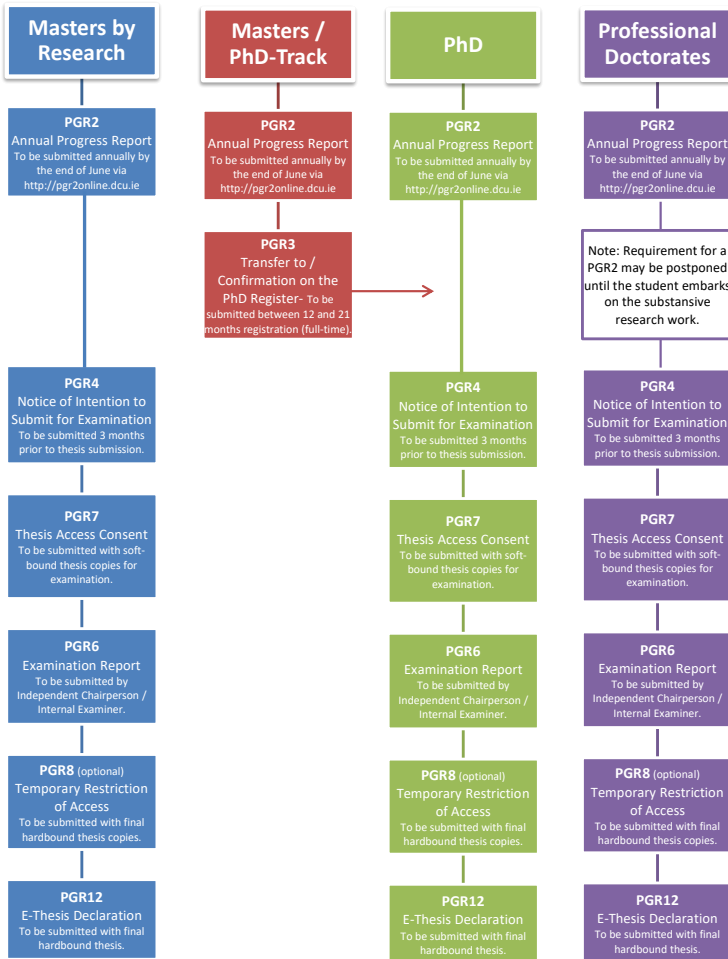 Masters by
Research
PGR2
Annual Progress Report
To be submitted annually by
the end of June via
http://pgr2online.dcu.ie
PGR4
Notice of Intention to
Submit for Examination
To be submitted 3 months
prior to thesis submission.
PGR7
Thesis Access Consent
To be submitted with soft-
bound thesis copies for
examination.
PGR6
Examination Report
To be submitted by
Independent Chairperson /
Internal Examiner.
PGR8 (optional)
Temporary Restriction
of Access
To be submitted with final
hardbound thesis copies.
PGR12
E-Thesis Declaration
To be submitted with final
hardbound thesis.
Masters /
PhD-Track
PGR2
Annual Progress Report
To be submitted annually by
the end of June via
http://pgr2online.dcu.ie
PGR3
Transfer to /
Confirmation on the
PhD Register- To be
submitted between 12 and 21
months registration (full-time).
PhD
PGR2
Annual Progress Report
To be submitted annually by
the end of June via
http://pgr2online.dcu.ie
PGR4
Notice of Intention to
Submit for Examination
To be submitted 3 months
prior to thesis submission.
PGR7
Thesis Access Consent
To be submitted with soft-
bound thesis copies for
examination.
PGR6
Examination Report
To be submitted by
Independent Chairperson /
Internal Examiner.
PGR8 (optional)
Temporary Restriction
of Access
To be submitted with final
hardbound thesis copies.
PGR12
E-Thesis Declaration
To be submitted with final
hardbound thesis.
Professional
Doctorates
PGR2
Annual Progress Report
To be submitted annually by
the end of June via
http://pgr2online.dcu.ie
Note: Requirement for a
PGR2 may be postponed
until the student embarks
on the substansive
research work.
PGR4
Notice of Intention to
Submit for Examination
To be submitted 3 months
prior to thesis submission.
PGR7
Thesis Access Consent
To be submitted with soft-
bound thesis copies for
examination.
PGR6
Examination Report
To be submitted by
Independent Chairperson /
Internal Examiner.
PGR8 (optional)
Temporary Restriction
of Access
To be submitted with final
hardbound thesis copies.
PGR12
E-Thesis Declaration
To be submitted with final
hardbound thesis.